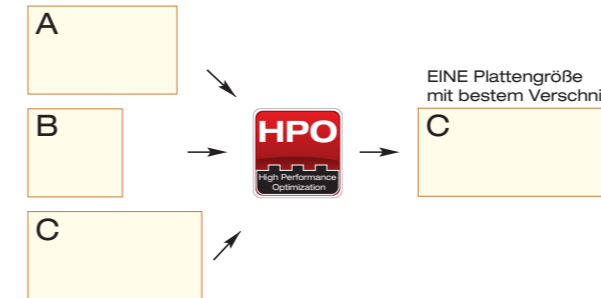 A
B
C
HPO
High Performance
Optimization
EINE Plattengröße
mit bestem Verschni
C